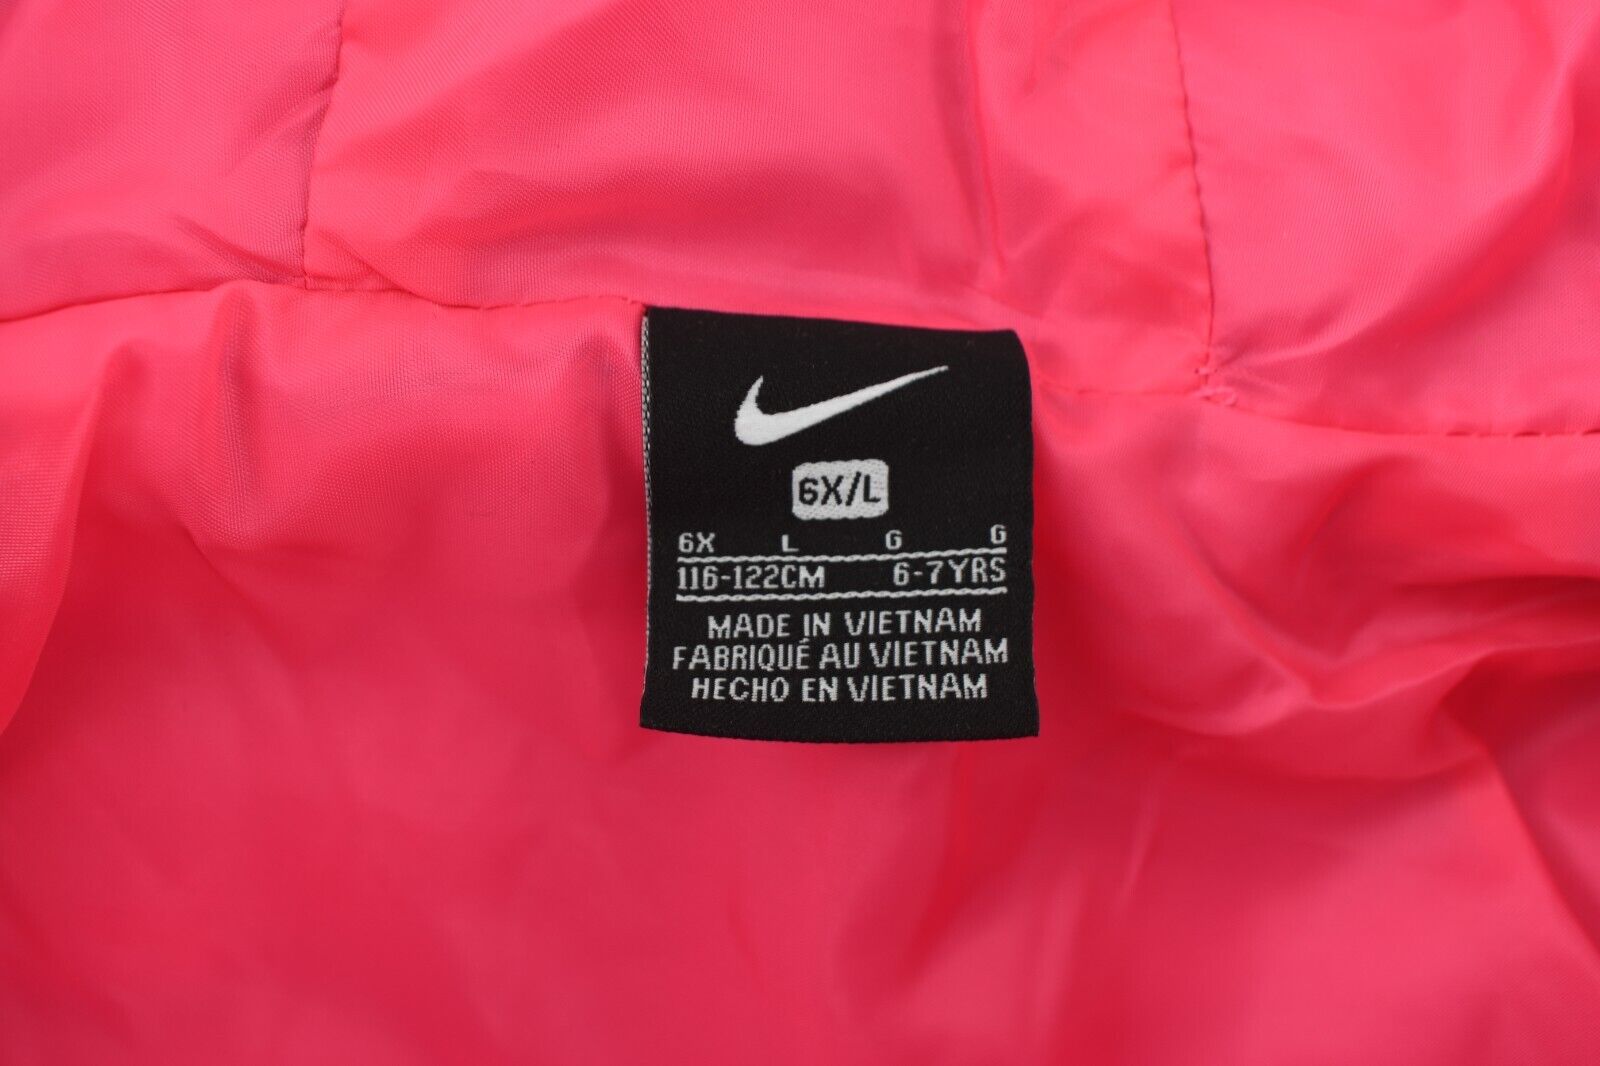 6X/L
6X L G G
116-122CM 6-7YRS
MADE IN VIETNAM
FABRIQUÉ AU VIETNAM
HECHO EN VIETNAM